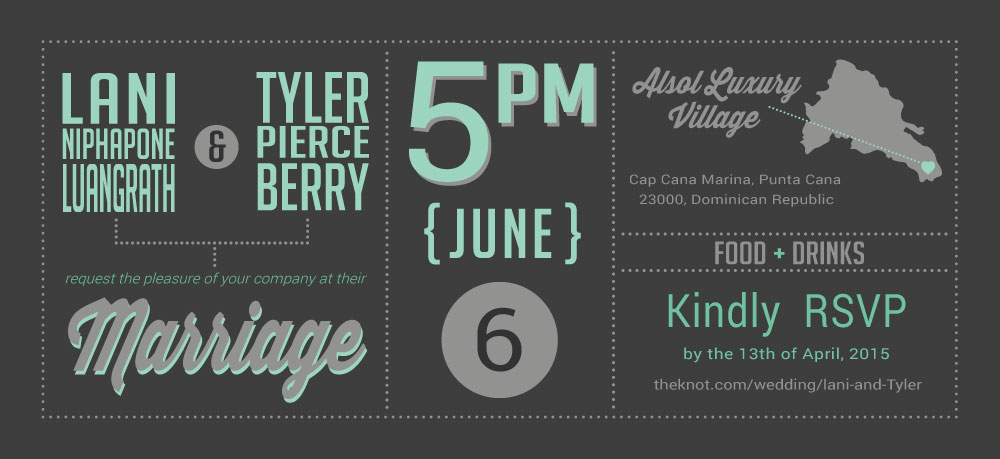 LANI
NIPHAPONE
LUANGRATH
&
TYLER
PIERCE
BERRY
request the pleasure of your company at their
Marriage
5PM
{JUNE}
6
Alsol Luxury
Village
Cap Cana Marina, Punta Cana
23000, Dominican Republic
FOOD + DRINKS
Kindly RSVP
by the 13th of April, 2015
theknot.com/wedding/lani-and-Tyler